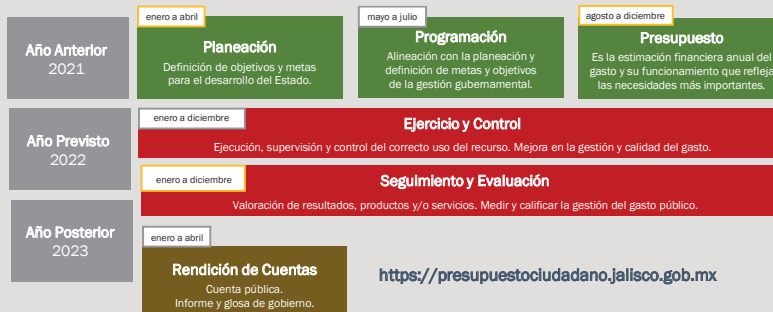 Año Anterior
2021
enero a abril
Planeación
Definición de objetivos y metas
para el desarrollo del Estado.
mayo a julio
Programación
Alineación con la planeación y
definición de metas y objetivos
de la gestión gubernamental.
agosto a diciembre
Presupuesto
Es la estimación financiera anual del
gasto y su funcionamiento que refleja
las necesidades más importantes.
Año Previsto
2022
enero a diciembre
Ejercicio y Control
Ejecución, supervisión y control del correcto uso del recurso. Mejora en la gestión y calidad del gasto.
enero a diciembre
Seguimiento y Evaluación
Valoración de resultados, productos y/o servicios. Medir y calificar la gestión del gasto público.
Año Posterior
2023
enero a abril
Rendición de Cuentas
Cuenta pública.
Informe y glosa de gobierno.
https://presupuestociudadano.jalisco.gob.mx